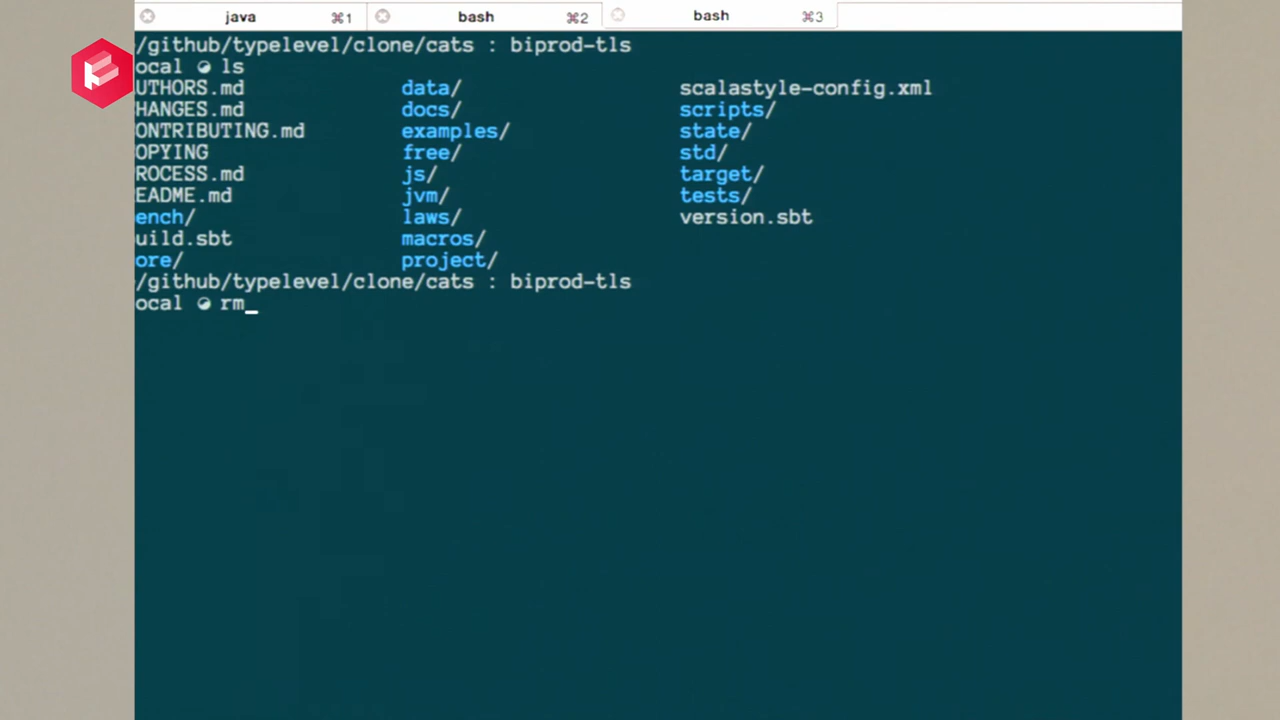 java ⌘1 bash ⌘2 bash ⌘3
/github/typelevel/clone/cats : biprod-tls
ocal ls
UTHORS.md data/ scalastyle-config.xml
HANGES.md docs/ scripts/
ONTRIBUTING.md examples/ state/
OPYING free/ std/
ROCESS.md js/ target/
EADME.md jvm/ tests/
ench/ laws/ version.sbt
uild.sbt macros/
ore/ project/
/github/typelevel/clone/cats : biprod-tls
ocal rm_